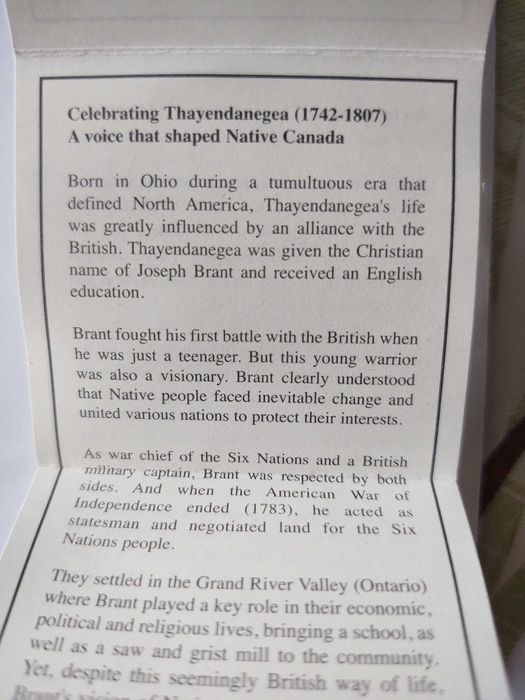 Celebrating Thayendanegea (1742-1807)
A voice that shaped Native Canada
Born in Ohio during a tumultuous era that
defined North America, Thayendanegea's life
was greatly influenced by an alliance with the
British. Thayendanegea was given the Christian
name of Joseph Brant and received an English
education.
Brant fought his first battle with the British when
he was just a teenager. But this young warrior
was also a visionary. Brant clearly understood
that Native people faced inevitable change and
united various nations to protect their interests.
As war chief of the Six Nations and a British
military captain, Brant was respected by both
sides. And when the American War of
Independence ended (1783), he acted as
statesman and negotiated land for the Six
Nations people.
They settled in the Grand River Valley (Ontario)
where Brant played a key role in their economic,
political and religious lives, bringing a school, as
well as a saw and grist mill to the community.
Yet, despite this seemingly British way of life,
Brant's vision of